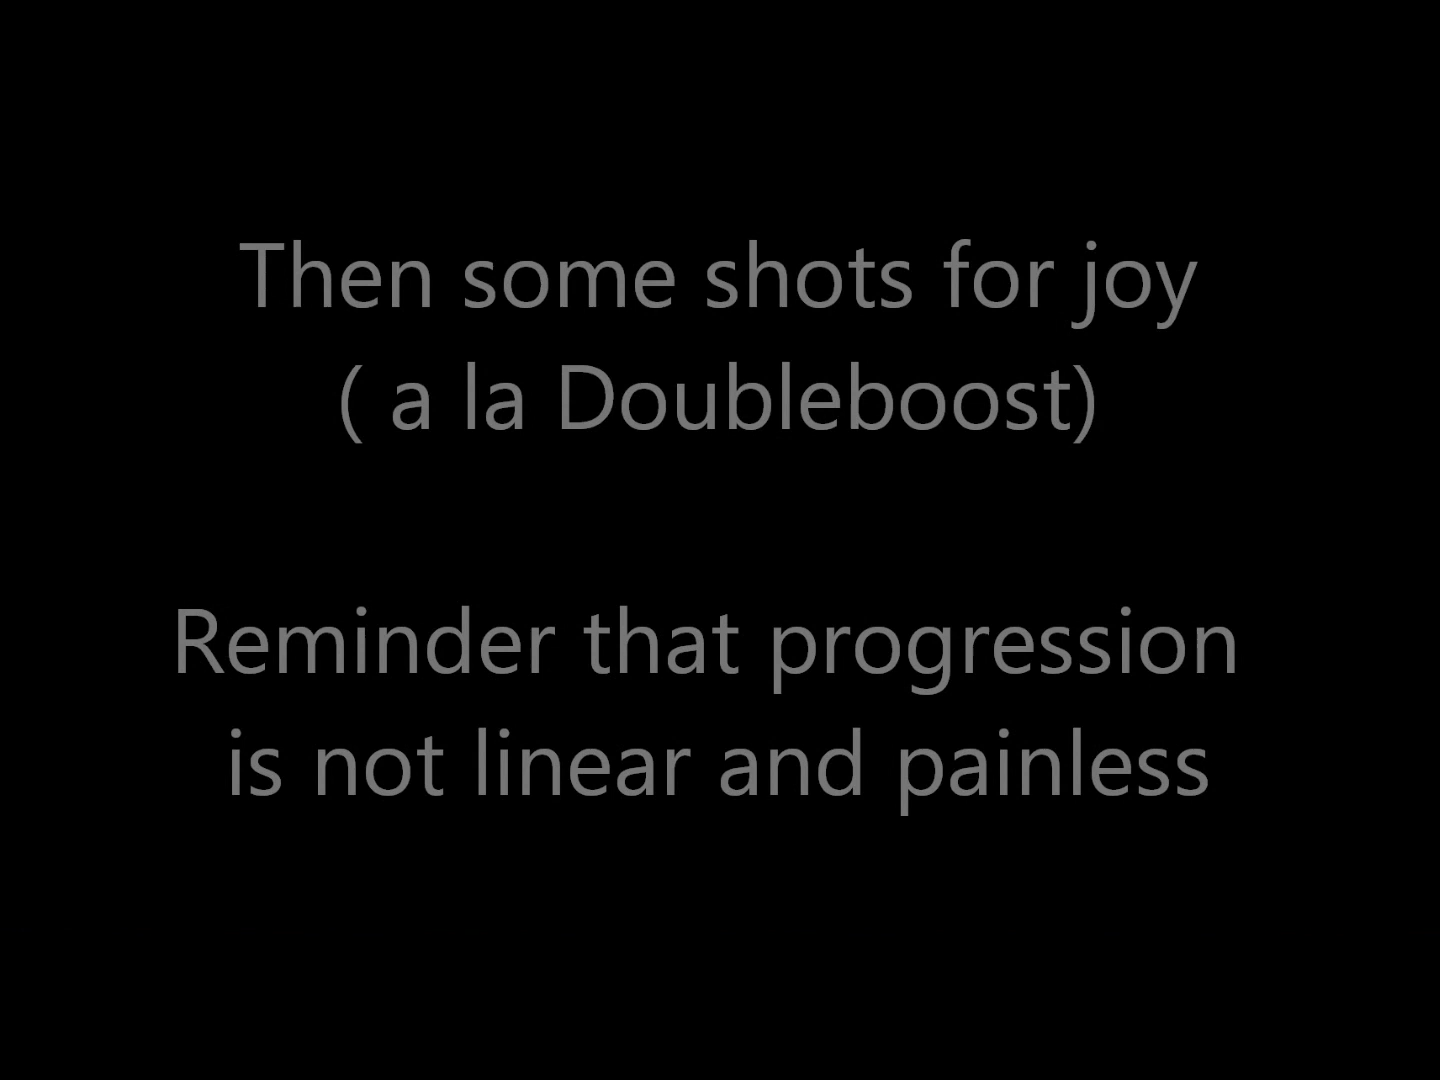 Then some shots for joy
( a la Doubleboost)
Reminder that progression
is not linear and painless